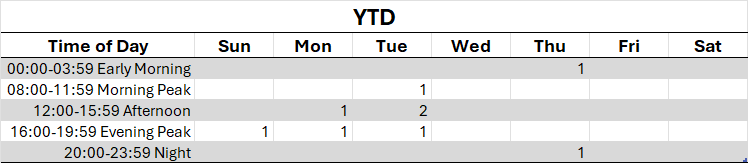 YTD
Time of Day Sun Mon Tue Wed Thu Fri Sat
00:00-03:59 Early Morning 1
08:00-11:59 Morning Peak 1
12:00-15:59 Afternoon 1 2
16:00-19:59 Evening Peak 1 1 1
20:00-23:59 Night 1